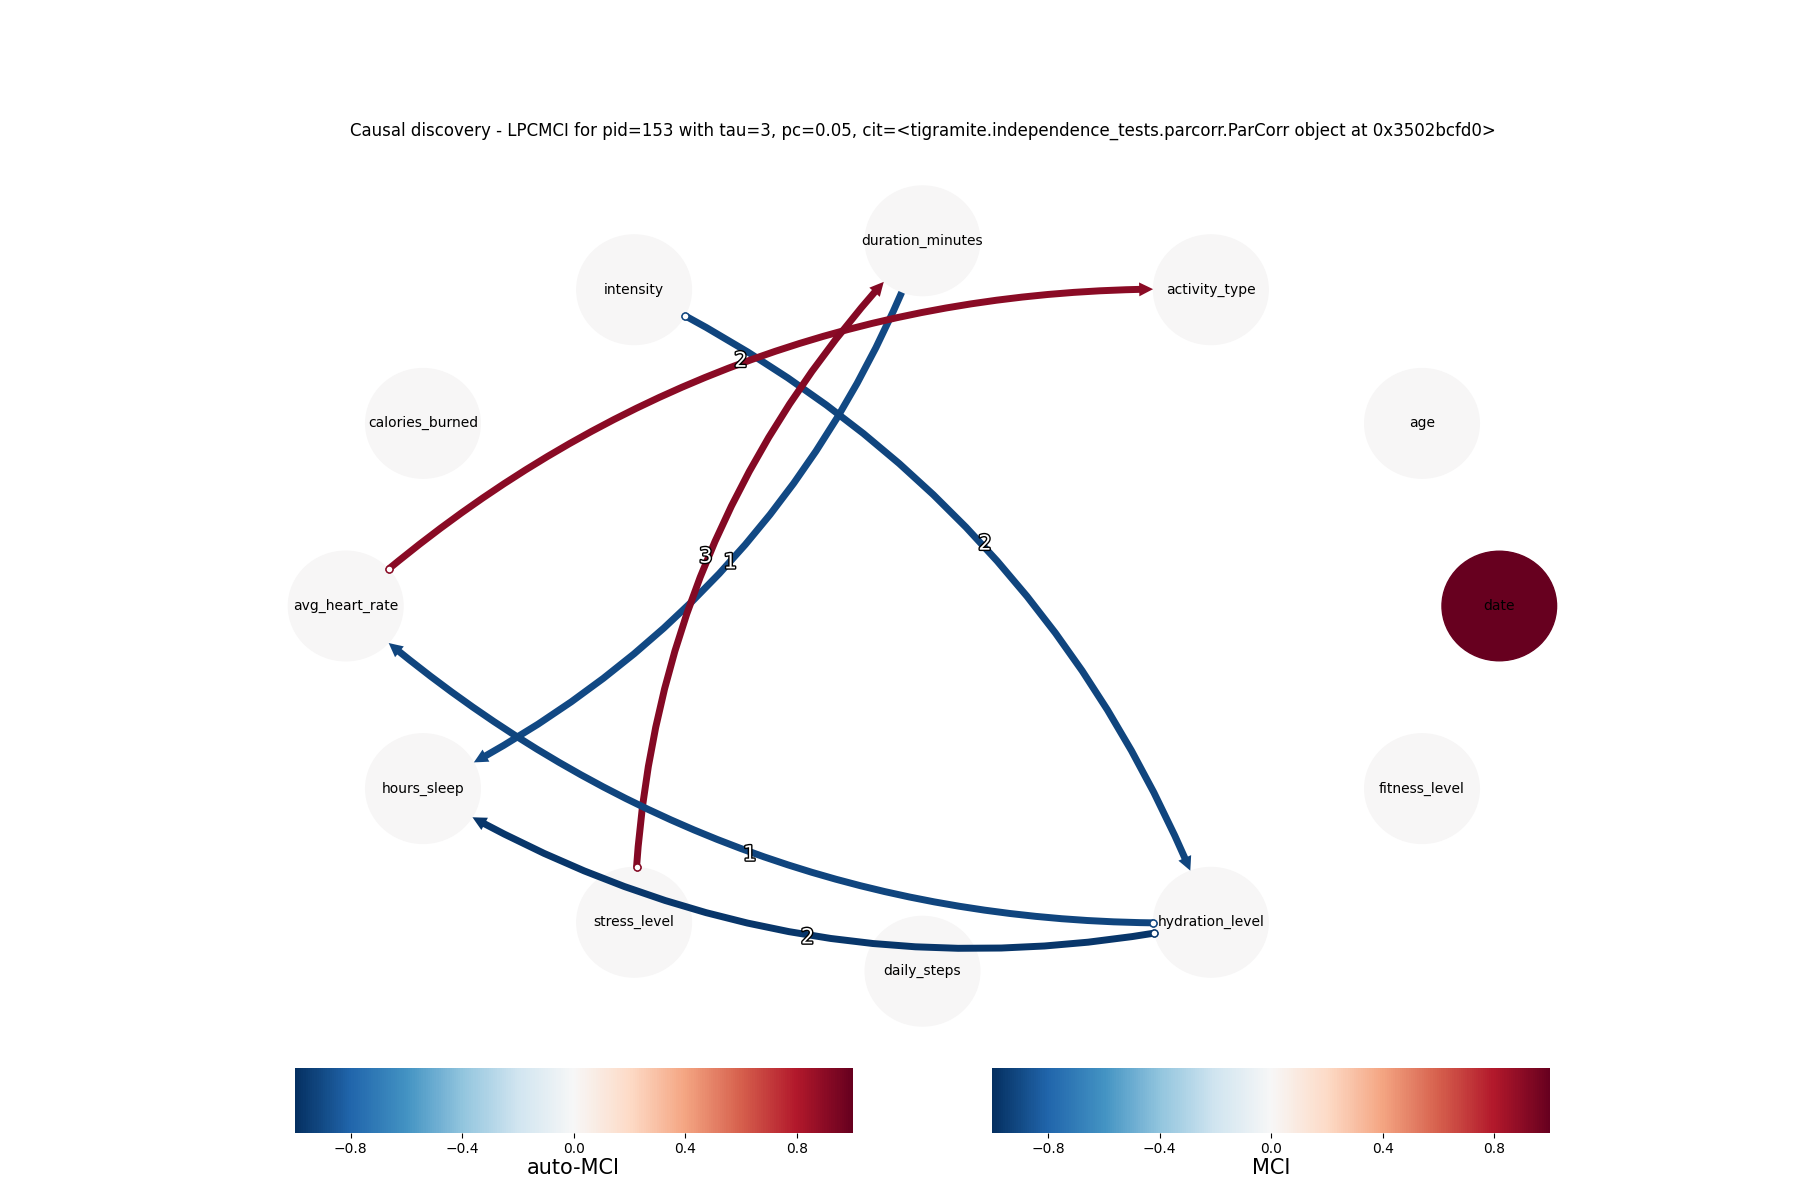 Causal discovery - LPCMCI for pid=153 with tau=3, pc=0.05, cit=<tigramite.independence_tests.parcorr.ParCorr object at 0x3502bcfd0>
duration_minutes
intensity
activity_type
2
calories_burned
age
2
3
1
avg_heart_rate
date
hours_sleep
fitness_level
1
stress_level
hydration_level
2
daily_steps
−0.8 −0.4 0.0 0.4 0.8
auto-MCI
−0.8 −0.4 0.0 0.4 0.8
MCI